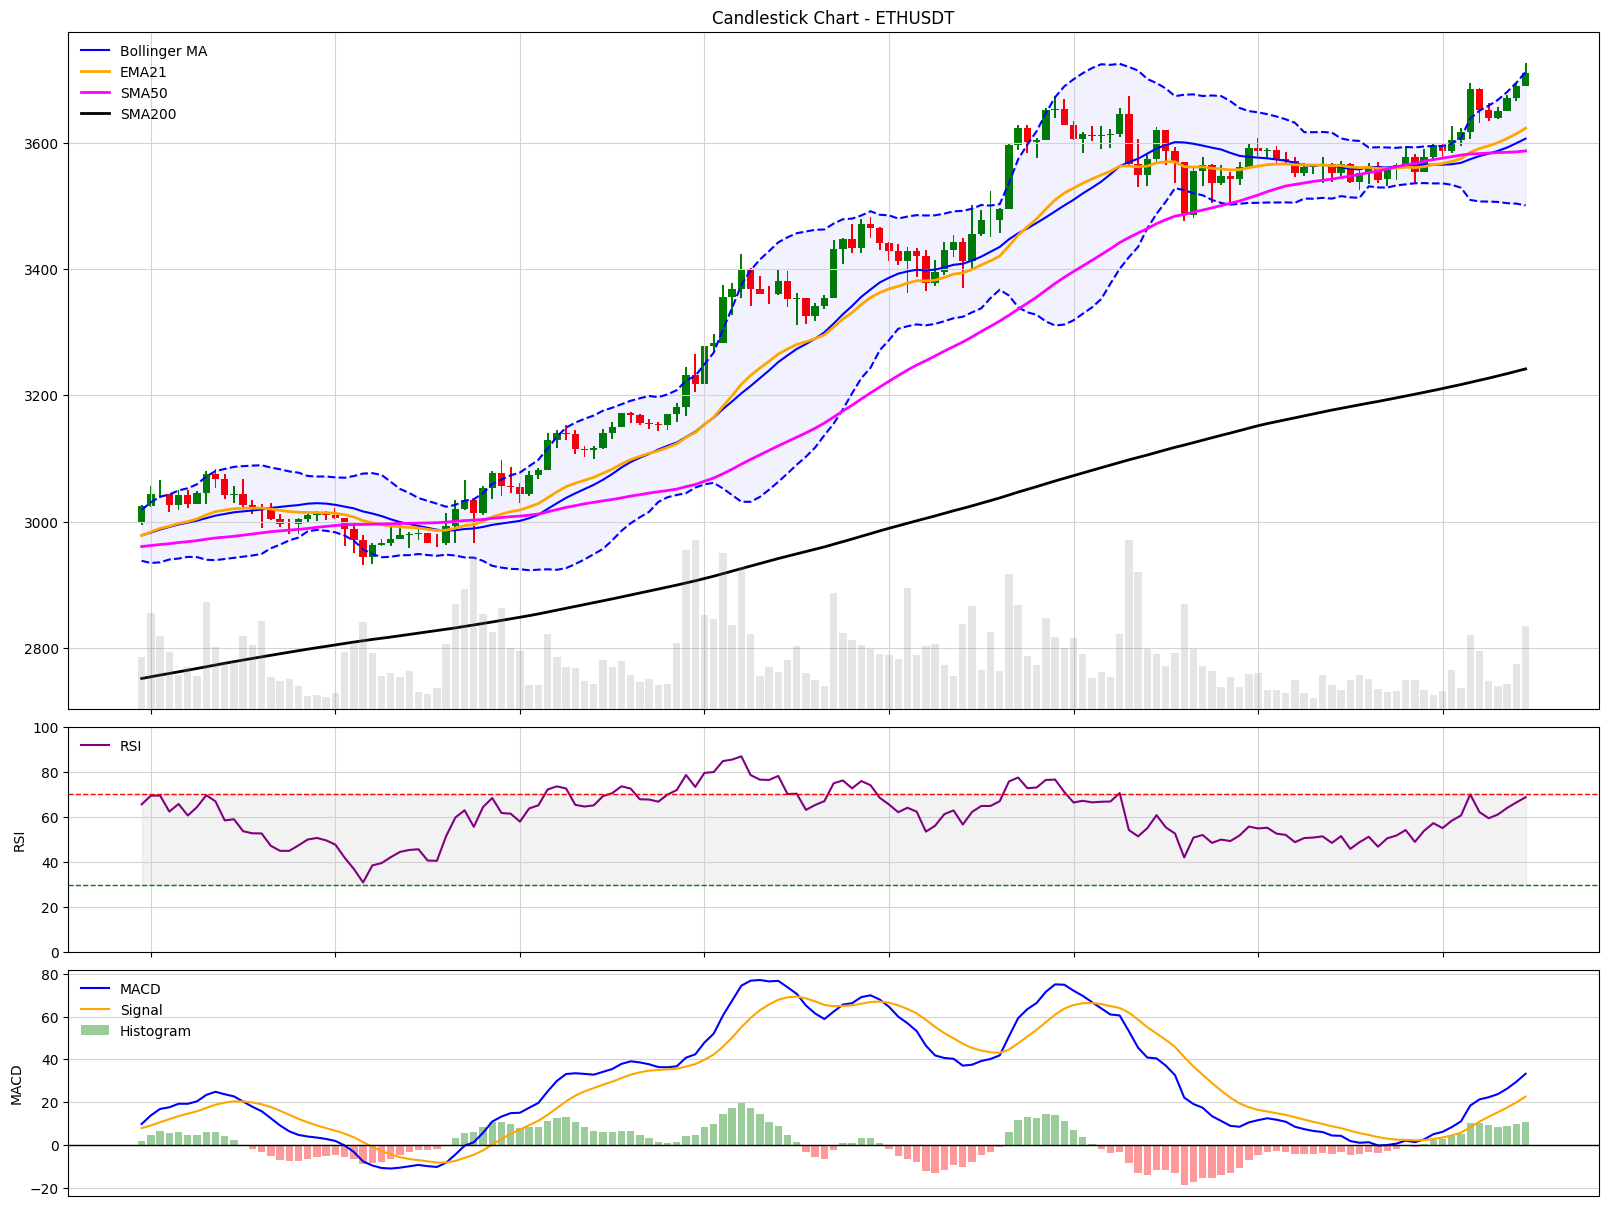 Candlestick Chart - ETHUSDT
Bollinger MA
EMA21
SMA50
SMA200
3600
3400
3200
3000
2800
RSI
100
80
60
40
20
0
RSI
MACD
Signal
Histogram
80
60
40
20
0
−20
MACD